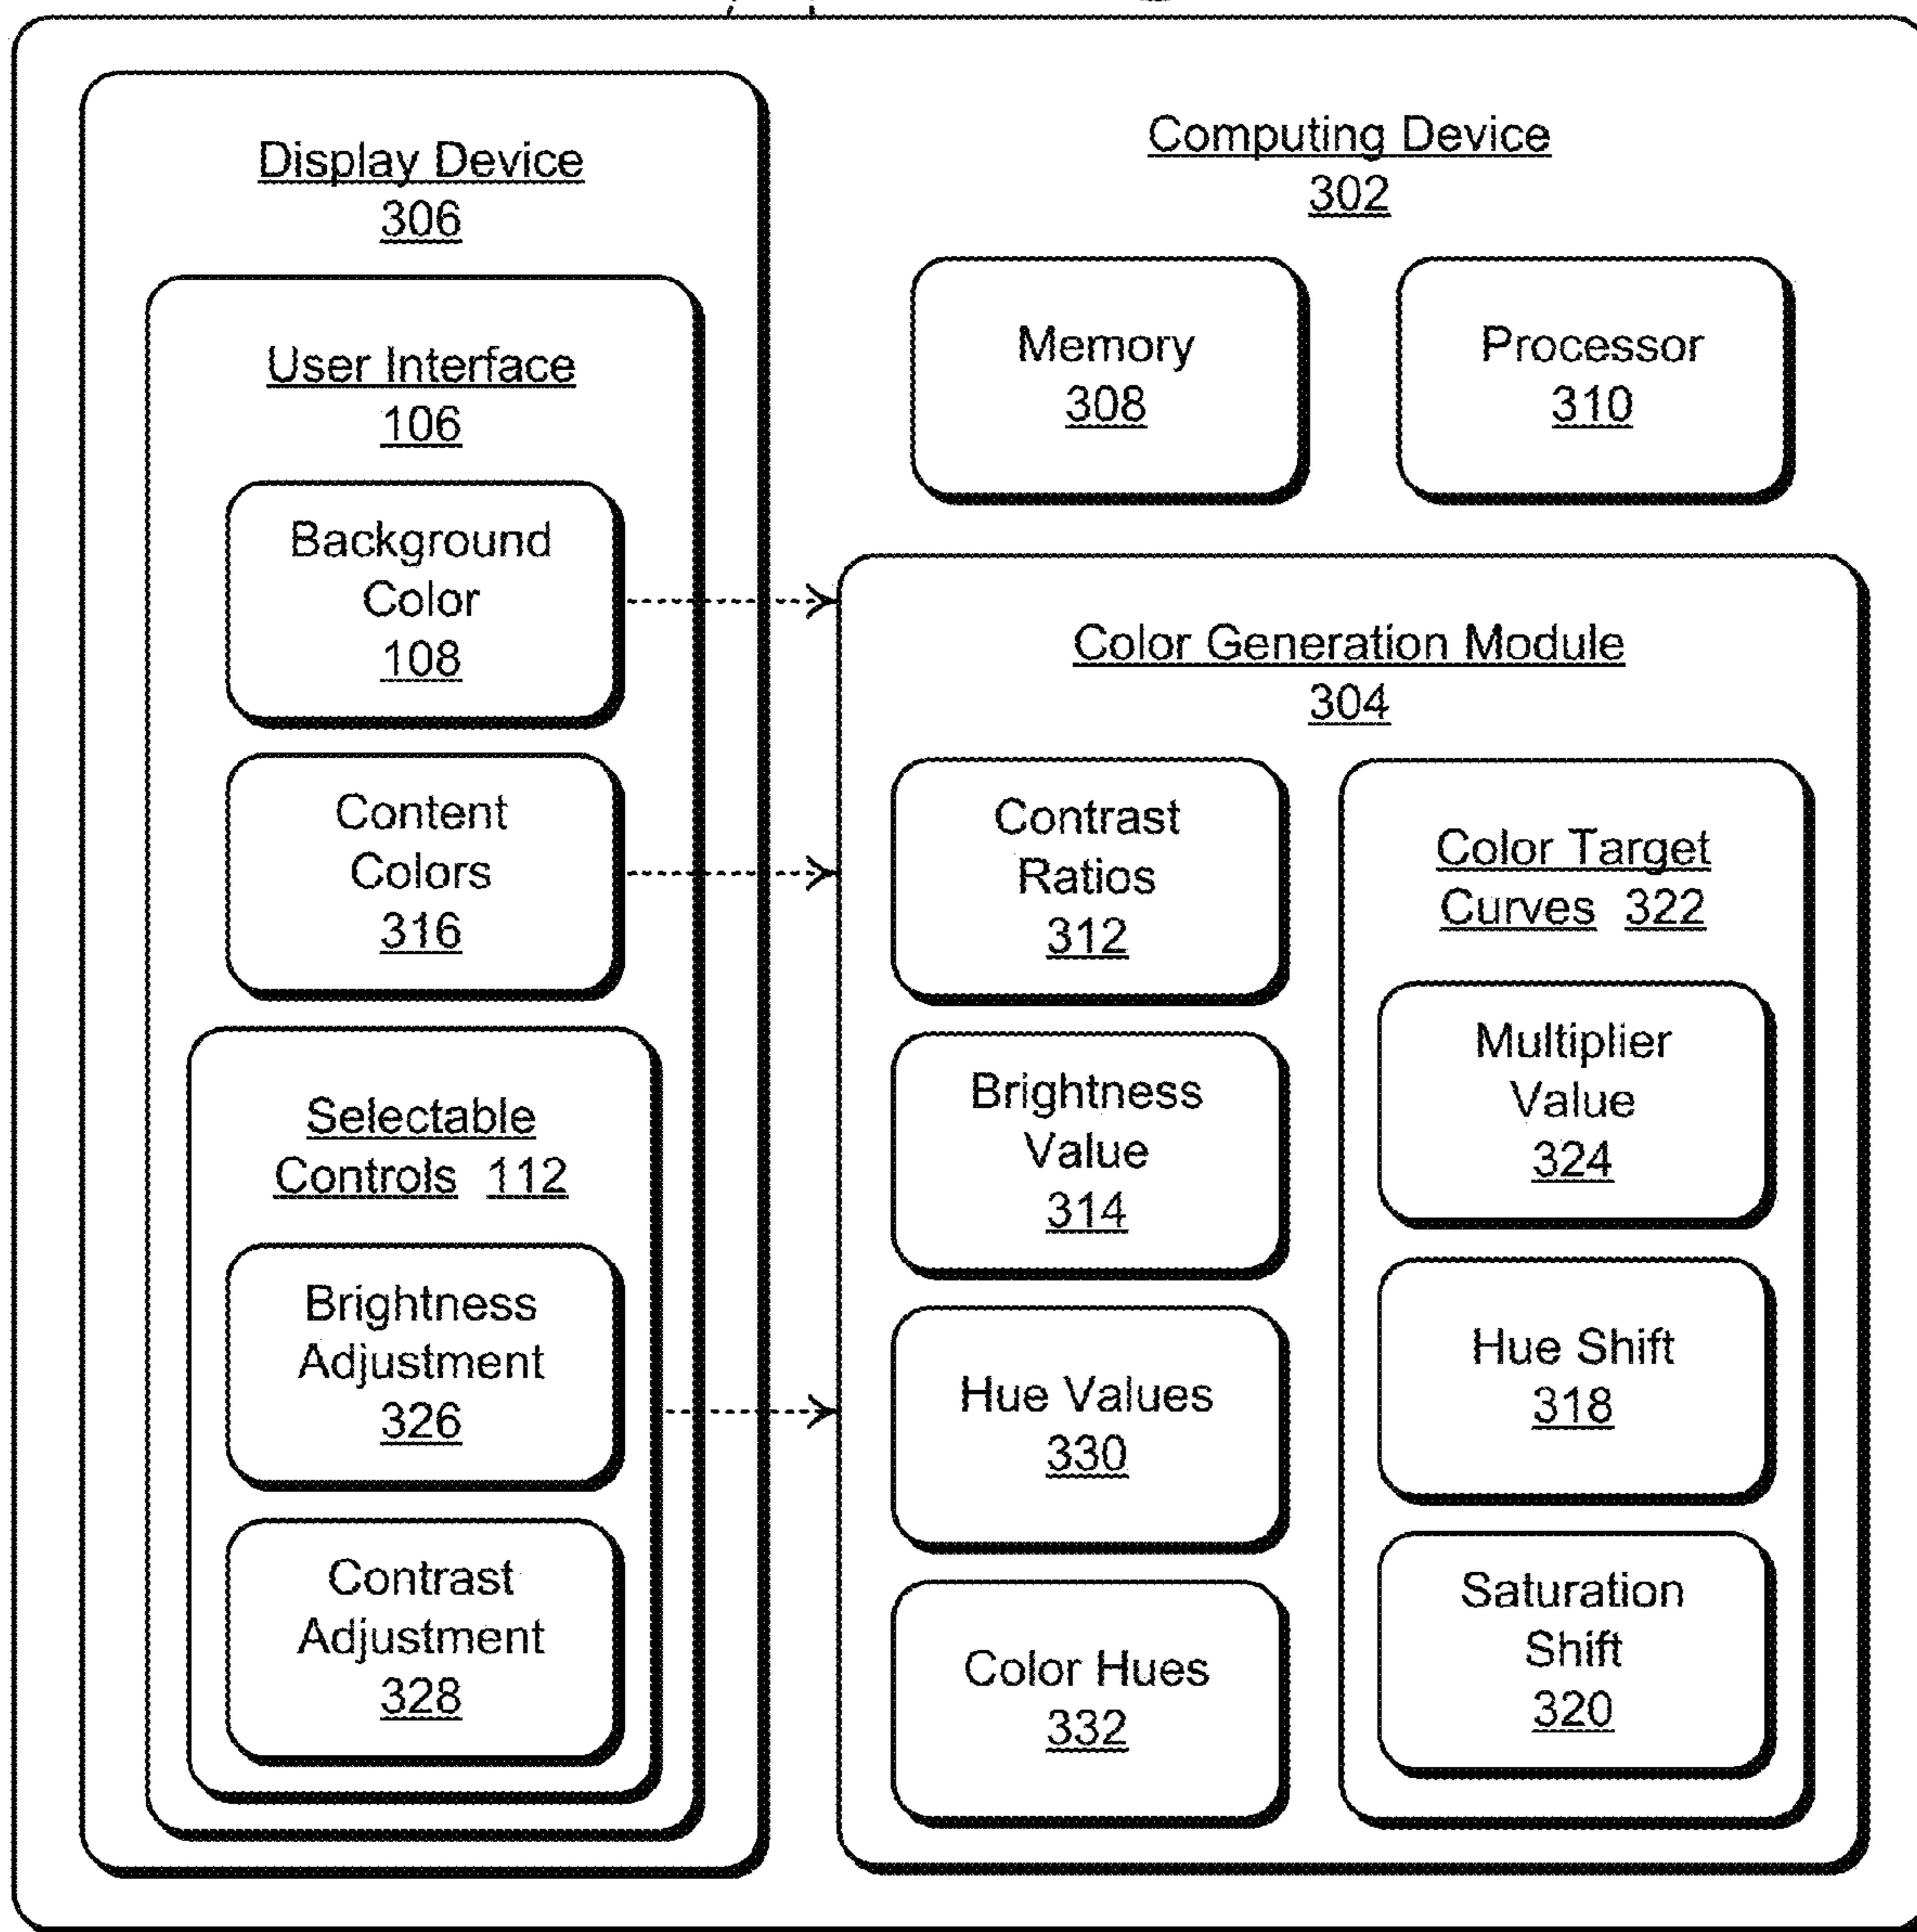 Display Device
306
User Interface
106
Background
Color
108
Content
Colors
316
Selectable
Controls 112
Brightness
Adjustment
326
Contrast
Adjustment
328
Computing Device
302
Memory
308
Processor
310
Color Generation Module
304
Contrast
Ratios
312
Brightness
Value
314
Hue Values
330
Color Hues
332
Color Target
Curves 322
Multiplier
Value
324
Hue Shift
318
Saturation
Shift
320